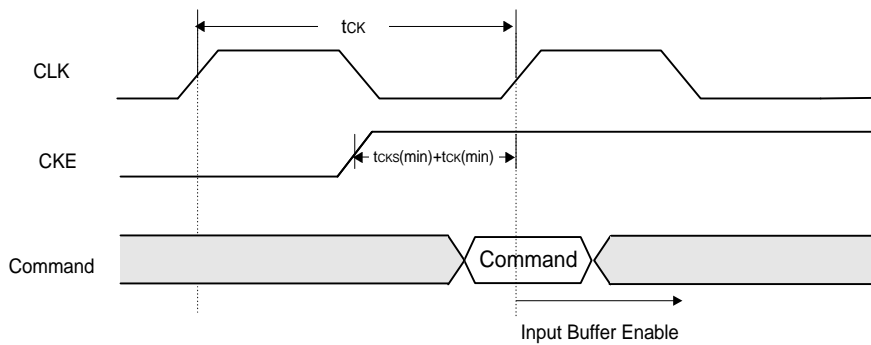 tCK
CLK
CKE
tCKS(min)+tCK(min)
Command
Command
Input Buffer Enable